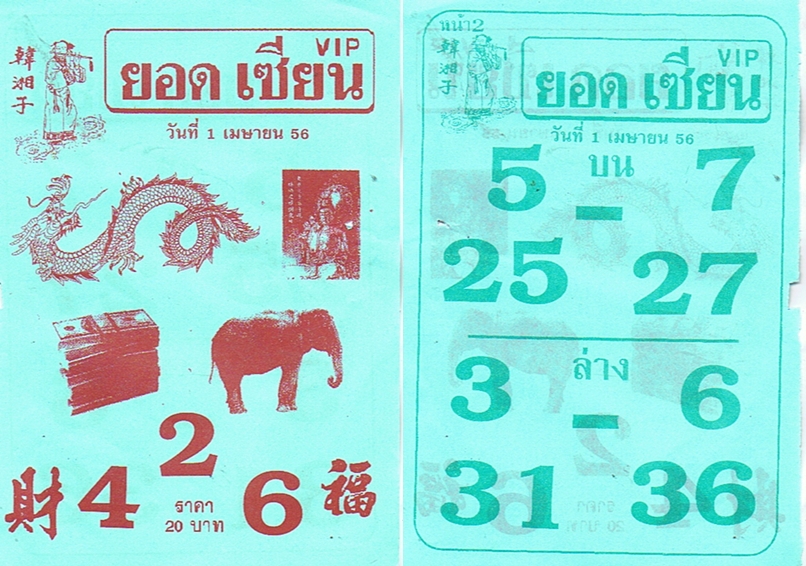 韓湘子
VIP
ยอด เซียน
วันที่ 1 เมษายน 56
2
財 4 6 福
ราคา
20 บาท
หน้า2
韓湘子
VIP
ยอด เซียน
วันที่ 1 เมษายน 56
5 - 7
บน
25 27
3 - 6
ล่าง
31 36